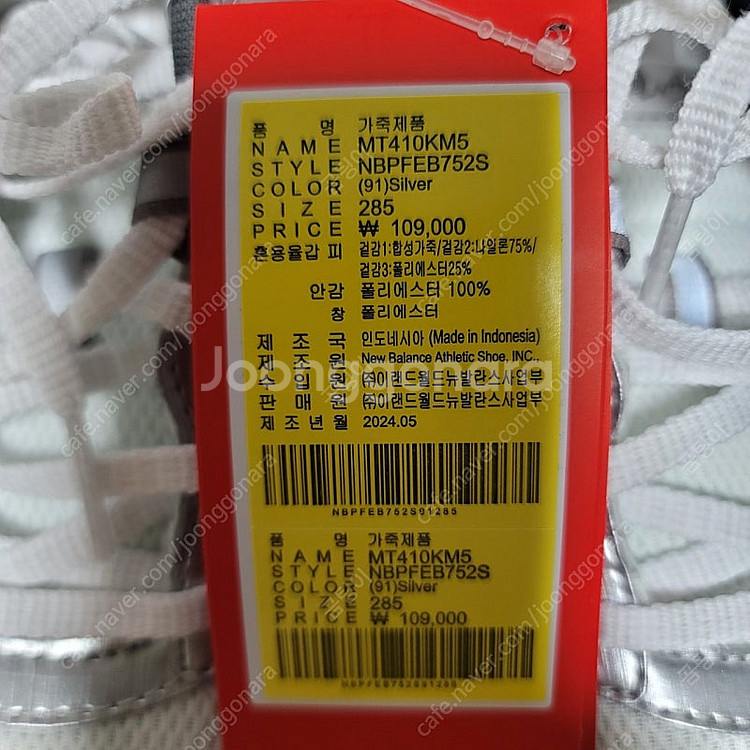 품 명 가죽제품
NAME MT410KM5
STYLE NBPFEB752S
COLOR (91)Silver
SIZE 285
PRICE ₩ 109,000
혼용율갑 피 겉감1:합성가죽/겉감2:나일론75%/
겉감3:폴리에스터25%
안감 폴리에스터 100%
창 폴리에스터
제 조 국 인도네시아 (Made in Indonesia)
제 조 원 New Balance Athletic Shoe, INC.,
수 입 원 ㈜이랜드월드뉴발란스사업부
판 매 원 ㈜이랜드월드뉴발란스사업부
제 조 년 월 2024.05
NBPFEB752S91285
품 명 가죽제품
NAME MT410KM5
STYLE NBPFEB752S
COLOR (91)Silver
SIZE 285
PRICE ₩ 109,000
NBPFEB752S91285
Joonggonara
cafe.naver.com/joonggonara